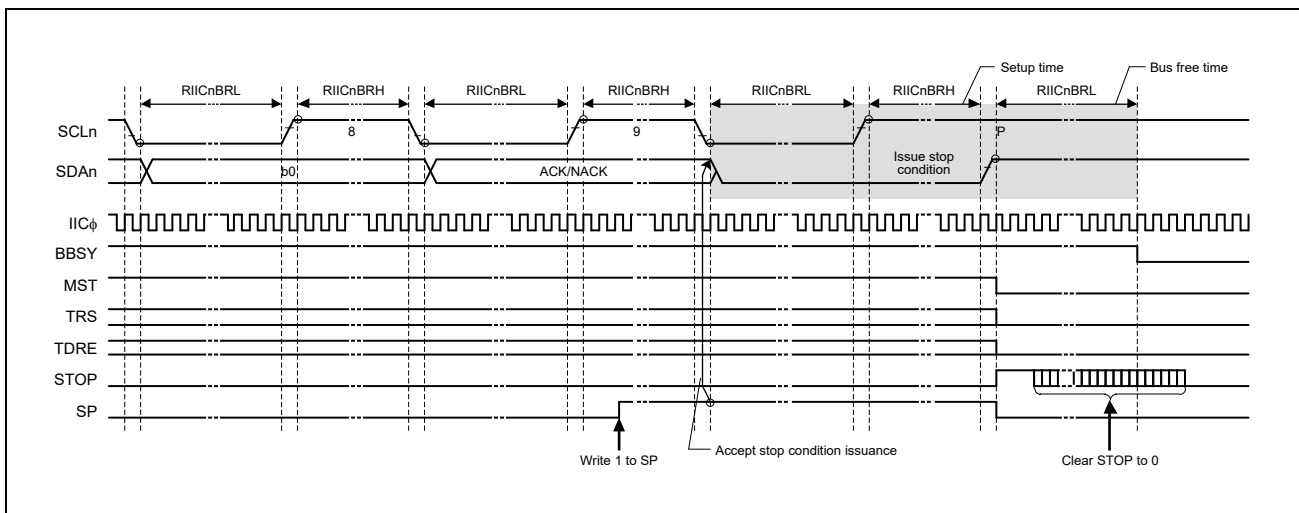 Setup time
Bus free time
RIICnBRL RIICnBRH RIICnBRL RIICnBRH RIICnBRL RIICnBRH RIICnBRL
SCLn 8 9 P
SDAn b0 ACK/NACK Issue stop condition
IICϕ
BBSY
MST
TRS
TDRE
STOP
SP
Accept stop condition issuance
Write 1 to SP
Clear STOP to 0